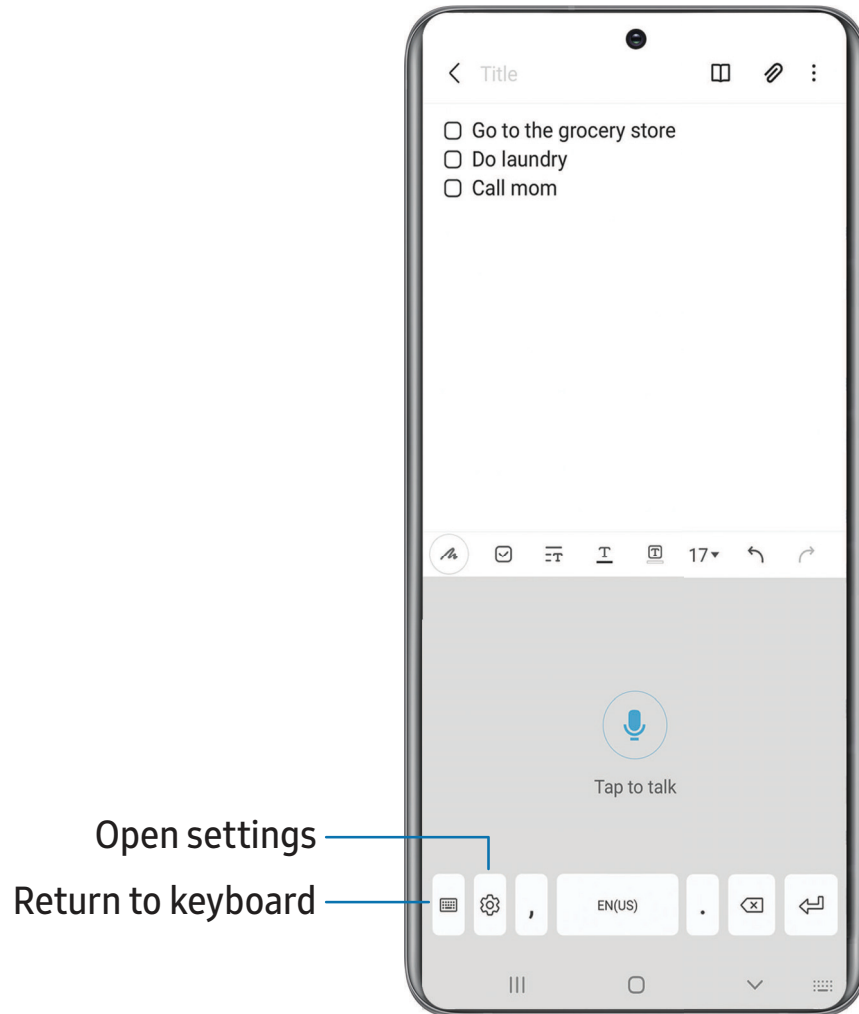 Title
Go to the grocery store
Do laundry
Call mom
17
Tap to talk
Open settings
Return to keyboard
, EN(US) .